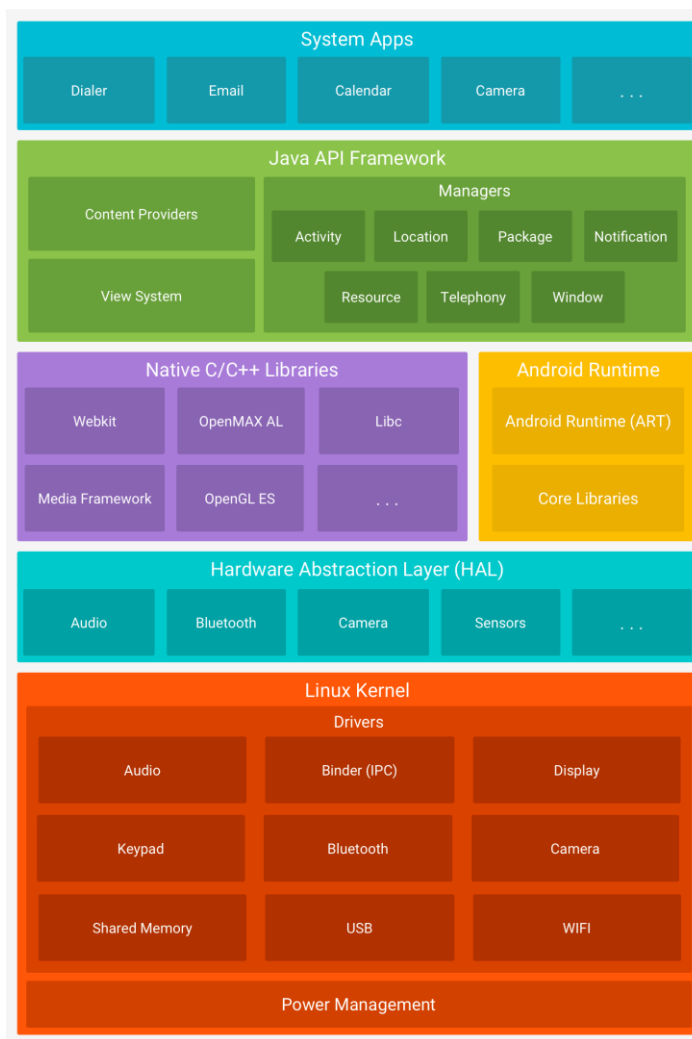 System Apps
Dialer
Email
Calendar
Camera
. . .
Java API Framework
Content Providers
View System
Managers
Activity
Location
Package
Notification
Resource
Telephony
Window
Native C/C++ Libraries
Webkit
OpenMAX AL
Libc
Media Framework
OpenGL ES
. . .
Android Runtime
Android Runtime (ART)
Core Libraries
Hardware Abstraction Layer (HAL)
Audio
Bluetooth
Camera
Sensors
. . .
Linux Kernel
Drivers
Audio
Binder (IPC)
Display
Keypad
Bluetooth
Camera
Shared Memory
USB
WIFI
Power Management